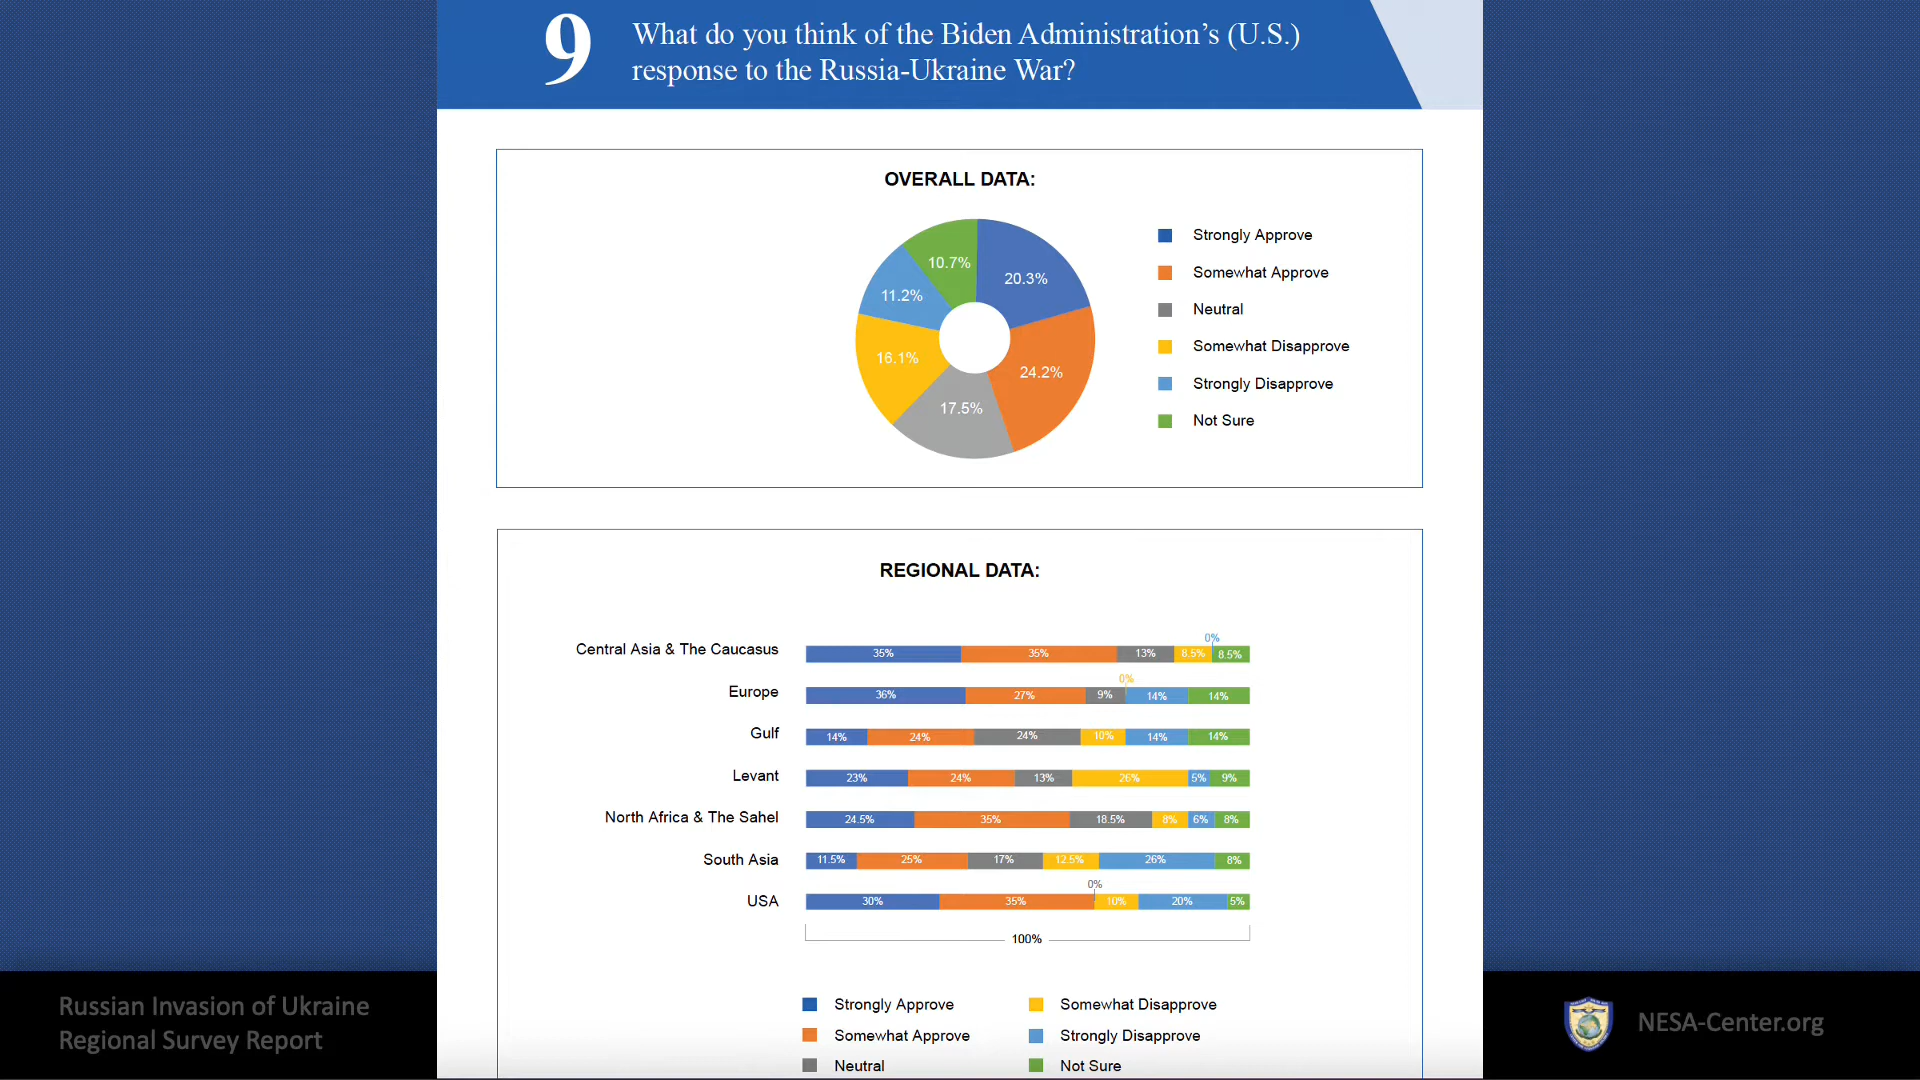 9
What do you think of the Biden Administration’s (U.S.)
response to the Russia-Ukraine War?
OVERALL DATA:
10.7%
20.3%
11.2%
16.1%
24.2%
17.5%
Strongly Approve
Somewhat Approve
Neutral
Somewhat Disapprove
Strongly Disapprove
Not Sure
REGIONAL DATA:
0%
Central Asia & The Caucasus 35% 35% 13% 8.5% 8.5%
0%
Europe 36% 27% 9% 14% 14%
Gulf 14% 24% 24% 10% 14% 14%
Levant 23% 24% 13% 26% 5% 9%
North Africa & The Sahel 24.5% 35% 18.5% 8% 6% 8%
South Asia 11.5% 25% 17% 12.5% 26% 8%
0%
USA 30% 35% 10% 20% 5%
100%
Strongly Approve
Somewhat Approve
Neutral
Somewhat Disapprove
Strongly Disapprove
Not Sure
Russian Invasion of Ukraine
Regional Survey Report
NESA-Center.org